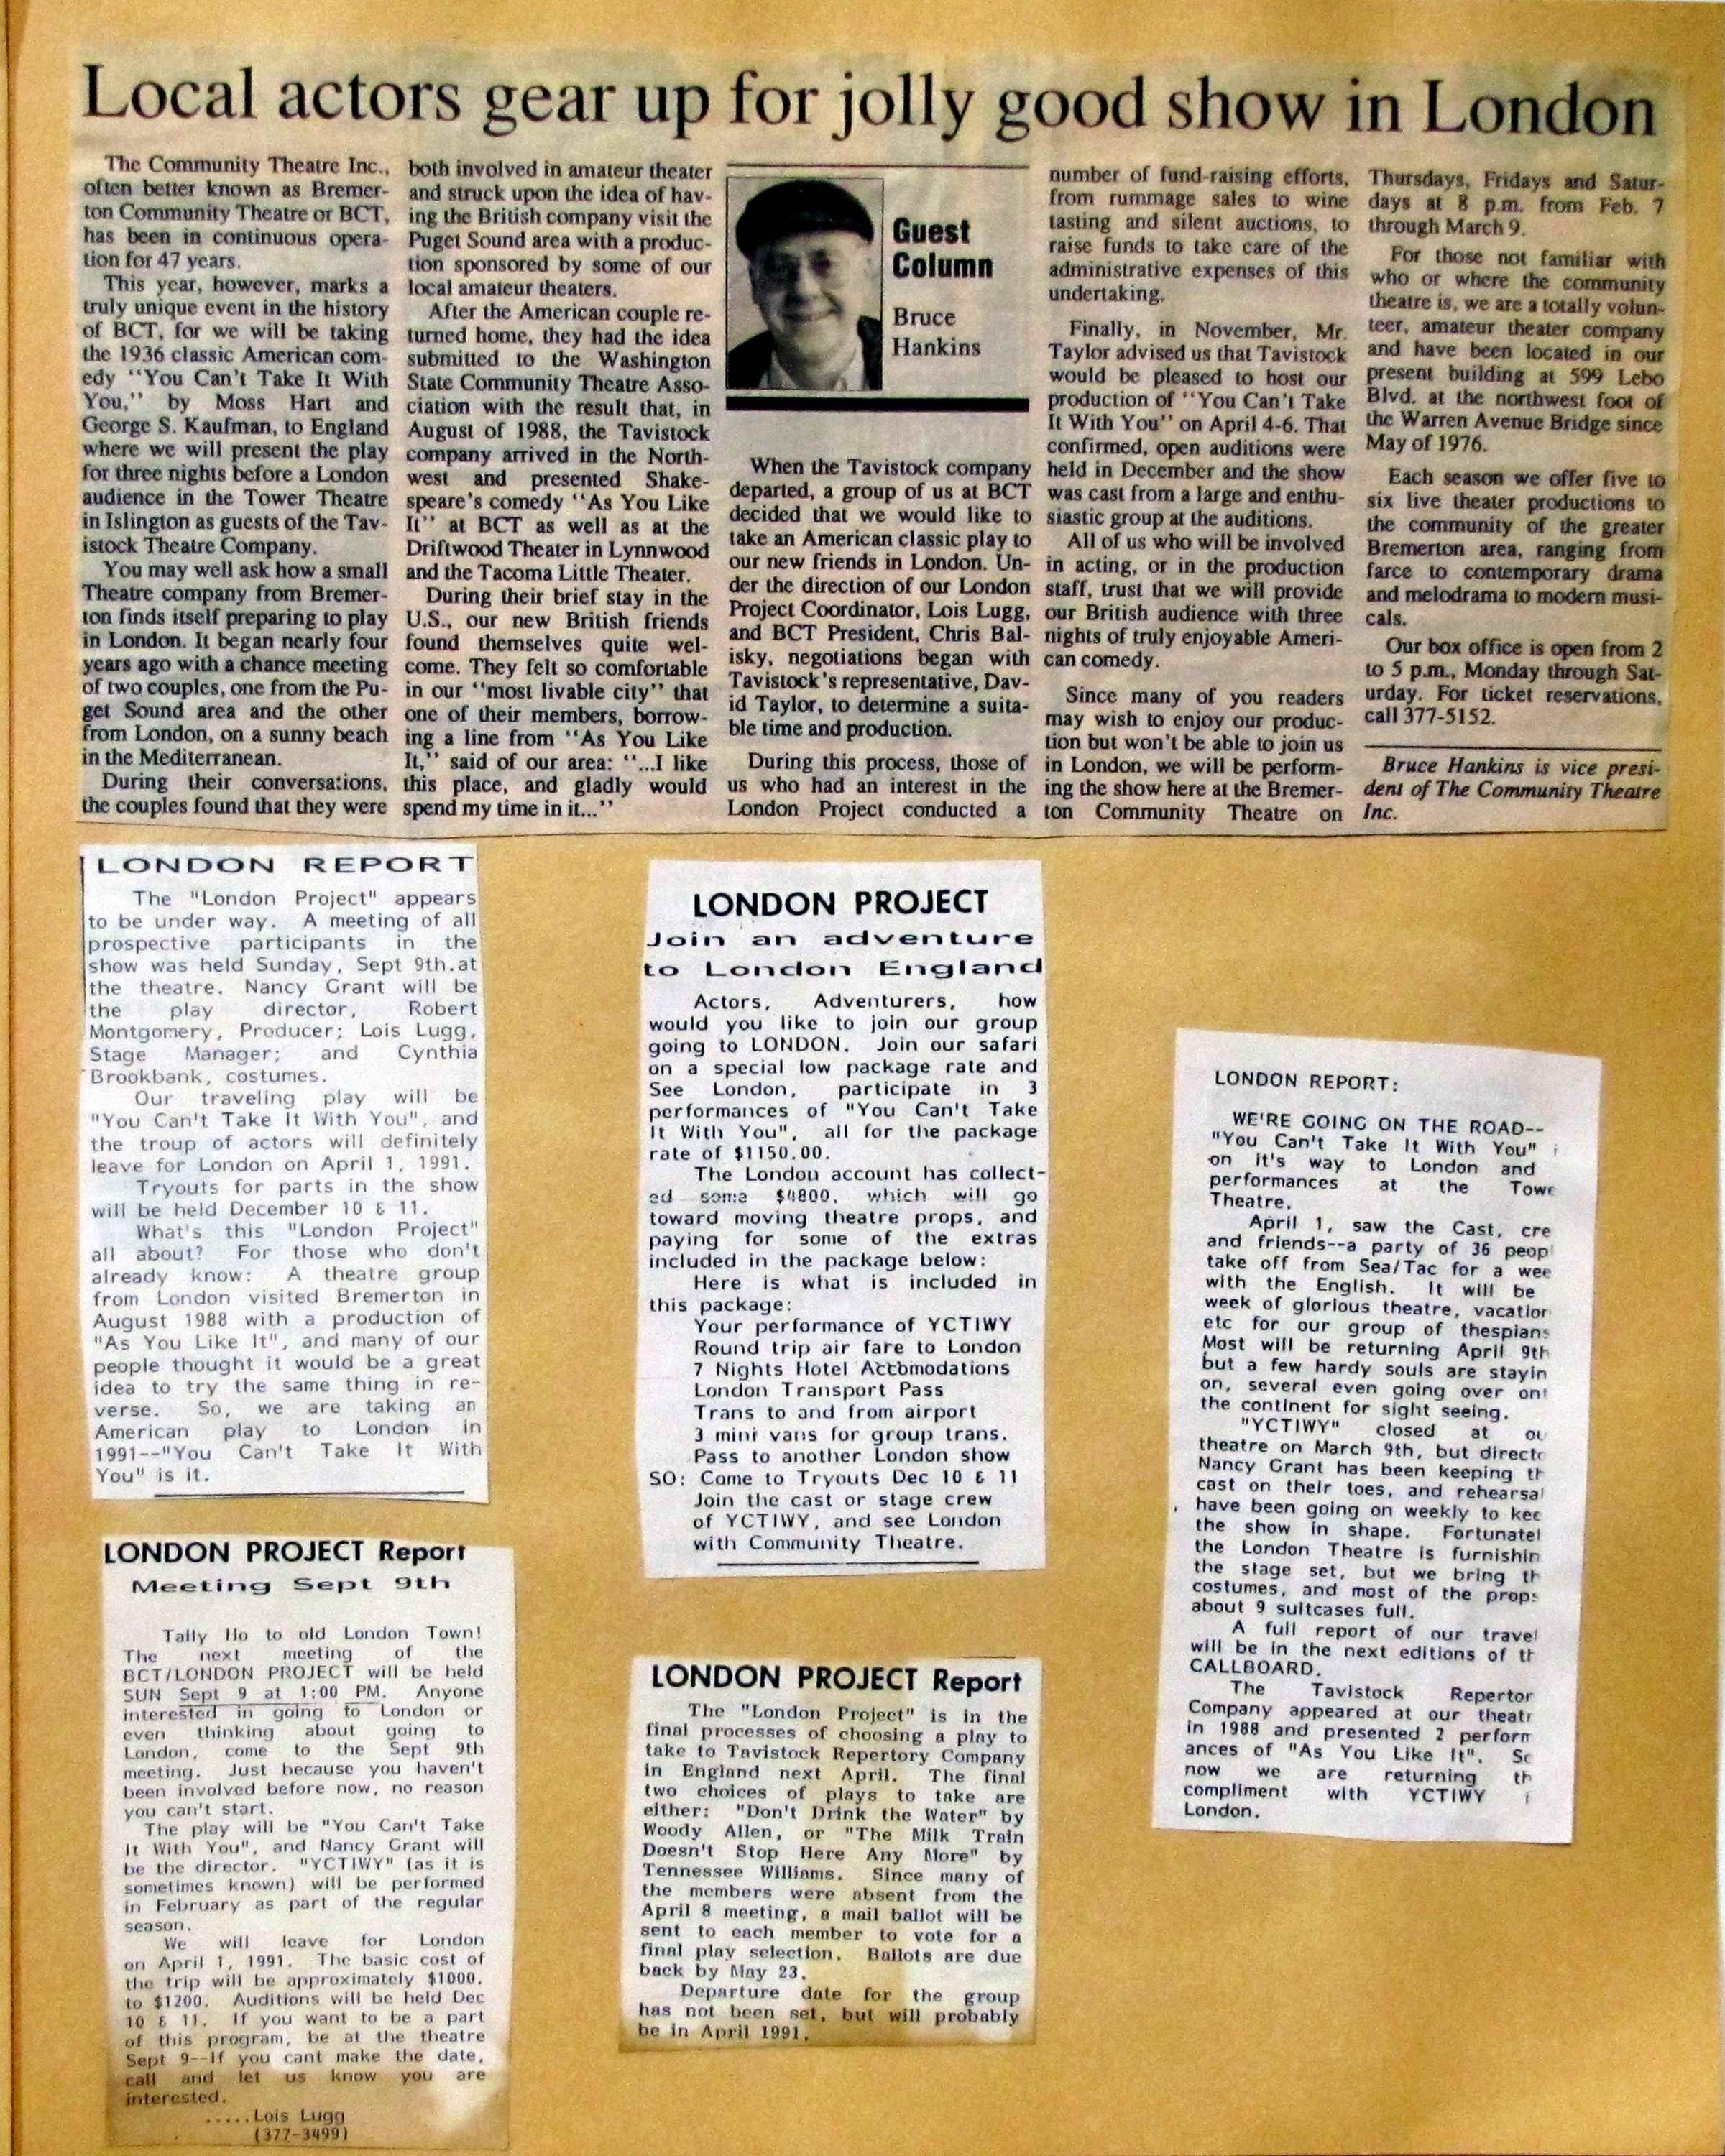 Local actors gear up for jolly good show in London
The Community Theatre Inc.,
often better known as Bremer-
ton Community Theatre or BCT,
has been in continuous opera-
tion for 47 years.
This year, however, marks a
truly unique event in the history
of BCT, for we will be taking
the 1936 classic American com-
edy "You Can't Take It With
You," by Moss Hart and
George S. Kaufman, to England
where we will present the play
for three nights before a London
audience in the Tower Theatre
in Islington as guests of the Tav-
istock Theatre Company.
You may well ask how a small
Theatre company from Bremer-
ton finds itself preparing to play
in London. It began nearly four
years ago with a chance meeting
of two couples, one from the Pu-
get Sound area and the other
from London, on a sunny beach
in the Mediterranean.
During their conversations,
the couples found that they were
both involved in amateur theater
and struck upon the idea of hav-
ing the British company visit the
Puget Sound area with a produc-
tion sponsored by some of our
local amateur theaters.
After the American couple re-
turned home, they had the idea
submitted to the Washington
State Community Theatre Asso-
ciation with the result that, in
August of 1988, the Tavistock
company arrived in the North-
west and presented Shake-
speare's comedy "As You Like
It" at BCT as well as at the
Driftwood Theater in Lynnwood
and the Tacoma Little Theater.
During their brief stay in the
U.S., our new British friends
found themselves quite wel-
come. They felt so comfortable
in our "most livable city" that
one of their members, borrow-
ing a line from "As You Like
It," said of our area: "...I like
this place, and gladly would
spend my time in it..."
Guest
Column
Bruce
Hankins
When the Tavistock company
departed, a group of us at BCT
decided that we would like to
take an American classic play to
our new friends in London. Un-
der the direction of our London
Project Coordinator, Lois Lugg,
and BCT President, Chris Bal-
isky, negotiations began with
Tavistock's representative, Dav-
id Taylor, to determine a suita-
ble time and production.
During this process, those of
us who had an interest in the
London Project conducted a
number of fund-raising efforts,
from rummage sales to wine
tasting and silent auctions, to
raise funds to take care of the
administrative expenses of this
undertaking.
Finally, in November, Mr.
Taylor advised us that Tavistock
would be pleased to host our
production of "You Can't Take
It With You" on April 4-6. That
confirmed, open auditions were
held in December and the show
was cast from a large and enthu-
siastic group at the auditions.
All of us who will be involved
in acting, or in the production
staff, trust that we will provide
our British audience with three
nights of truly enjoyable Ameri-
can comedy.
Since many of you readers
may wish to enjoy our produc-
tion but won't be able to join us
in London, we will be perform-
ing the show here at the Bremer-
ton Community Theatre on
Thursdays, Fridays and Satur-
days at 8 p.m. from Feb. 7
through March 9.
For those not familiar with
who or where the community
theatre is, we are a totally volun-
teer, amateur theater company
and have been located in our
present building at 599 Lebo
Blvd. at the northwest foot of
the Warren Avenue Bridge since
May of 1976.
Each season we offer five to
six live theater productions to
the community of the greater
Bremerton area, ranging from
farce to contemporary drama
and melodrama to modern musi-
cals.
Our box office is open from 2
to 5 p.m., Monday through Sat-
urday. For ticket reservations,
call 377-5152.
Bruce Hankins is vice presi-
dent of The Community Theatre
Inc.
LONDON REPORT
The "London Project" appears
to be under way. A meeting of all
prospective participants in the
show was held Sunday, Sept 9th.at
the theatre. Nancy Grant will be
the play director, Robert
Montgomery, Producer; Lois Lugg,
Stage Manager; and Cynthia
Brookbank, costumes.
Our traveling play will be
"You Can't Take It With You", and
the troup of actors will definitely
leave for London on April 1, 1991.
Tryouts for parts in the show
will be held December 10 & 11.
What's this "London Project"
all about? For those who don't
already know: A theatre group
from London visited Bremerton in
August 1988 with a production of
"As You Like It", and many of our
people thought it would be a great
idea to try the same thing in re-
verse. So, we are taking an
American play to London in
1991--"You Can't Take It With
You" is it.
LONDON PROJECT Report
Meeting Sept 9th
Tally Ho to old London Town!
The next meeting of the
BCT/LONDON PROJECT will be held
SUN Sept 9 at 1:00 PM. Anyone
interested in going to London or
even thinking about going to
London, come to the Sept 9th
meeting. Just because you haven't
been involved before now, no reason
you can't start.
The play will be "You Can't Take
It With You", and Nancy Grant will
be the director. "YCTIWY" (as it is
sometimes known) will be performed
in February as part of the regular
season.
We will leave for London
on April 1, 1991. The basic cost of
the trip will be approximately $1000.
to $1200. Auditions will be held Dec
10 & 11. If you want to be a part
of this program, be at the theatre
Sept 9--If you cant make the date,
call and let us know you are
interested.
.....Lois Lugg
(377-3499)
LONDON PROJECT
Join an adventure
to London England
Actors, Adventurers, how
would you like to join our group
going to LONDON. Join our safari
on a special low package rate and
See London, participate in 3
performances of "You Can't Take
It With You", all for the package
rate of $1150.00.
The London account has collect-
ed some $4800. which will go
toward moving theatre props, and
paying for some of the extras
included in the package below:
Here is what is included in
this package:
Your performance of YCTIWY
Round trip air fare to London
7 Nights Hotel Accomodations
London Transport Pass
Trans to and from airport
3 mini vans for group trans.
Pass to another London show
SO: Come to Tryouts Dec 10 & 11
Join the cast or stage crew
of YCTIWY, and see London
with Community Theatre.
LONDON PROJECT Report
The "London Project" is in the
final processes of choosing a play to
take to Tavistock Repertory Company
in England next April. The final
two choices of plays to take are
either: "Don't Drink the Water" by
Woody Allen, or "The Milk Train
Doesn't Stop Here Any More" by
Tennessee Williams. Since many of
the members were absent from the
April 8 meeting, a mail ballot will be
sent to each member to vote for a
final play selection. Ballots are due
back by May 23.
Departure date for the group
has not been set, but will probably
be in April 1991.
LONDON REPORT:
WE'RE GOING ON THE ROAD--
"You Can't Take It With You" i
on it's way to London and
performances at the Towe
Theatre.
April 1, saw the Cast, cre
and friends--a party of 36 peopl
take off from Sea/Tac for a wee
with the English. It will be
week of glorious theatre, vacation
etc for our group of thespians
Most will be returning April 9th
but a few hardy souls are stayin
on, several even going over ont
the continent for sight seeing.
"YCTIWY" closed at ou
theatre on March 9th, but directo
Nancy Grant has been keeping th
cast on their toes, and rehearsal
have been going on weekly to kee
the show in shape. Fortunatel
the London Theatre is furnishin
the stage set, but we bring th
costumes, and most of the props
about 9 suitcases full.
A full report of our travel
will be in the next editions of th
CALLBOARD.
The Tavistock Repertor
Company appeared at our theatr
in 1988 and presented 2 perform
ances of "As You Like It". So
now we are returning th
compliment with YCTIWY i
London.